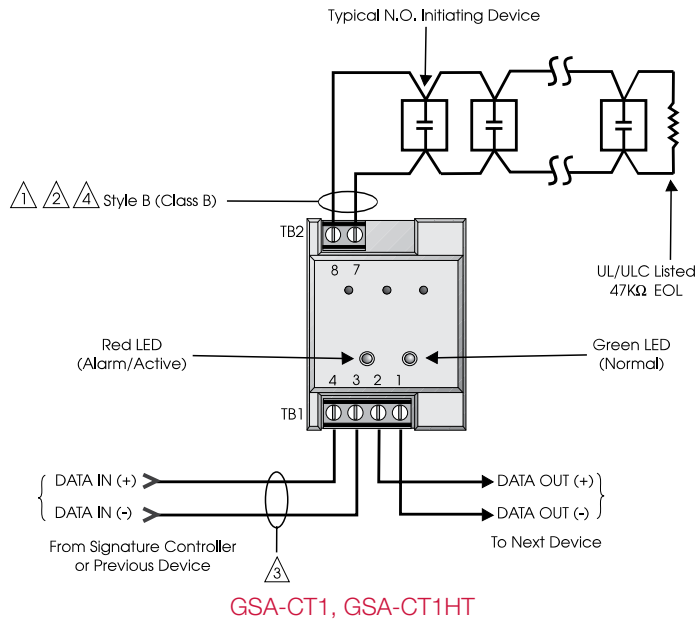 Typical N.O. Initiating Device
1 2 4 Style B (Class B)
TB2
8 7
UL/ULC Listed
47KΩ EOL
Red LED
(Alarm/Active)
Green LED
(Normal)
4 3 2 1
TB1
DATA IN (+)
DATA OUT (+)
DATA IN (-)
DATA OUT (-)
From Signature Controller
or Previous Device
To Next Device
3
GSA-CT1, GSA-CT1HT